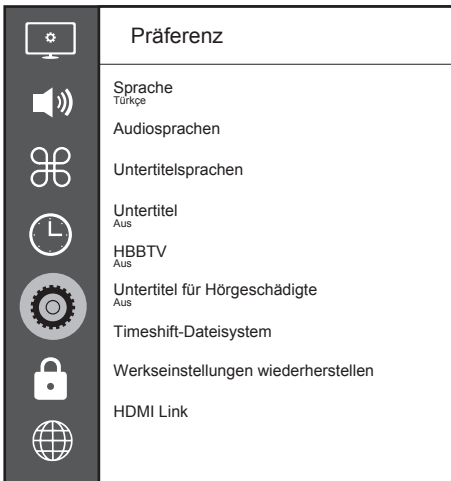 Präferenz
Sprache
Türkçe
Audiosprachen
Untertitelsprachen
Untertitel
Aus
HBBTV
Aus
Untertitel für Hörgeschädigte
Aus
Timeshift-Dateisystem
Werkseinstellungen wiederherstellen
HDMI Link